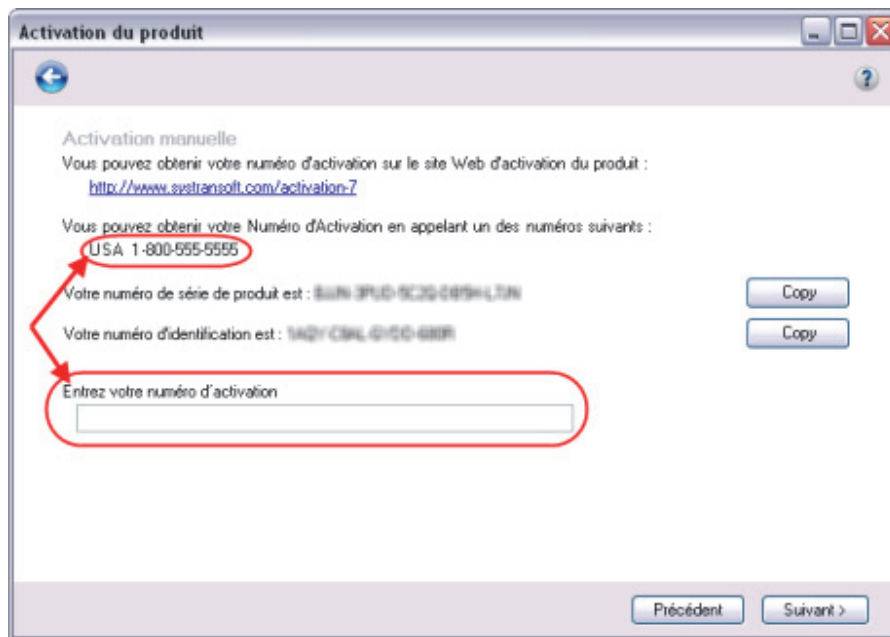 Activation du produit
Activation manuelle
Vous pouvez obtenir votre numéro d'activation sur le site Web d'activation du produit :
http://www.systransoft.com/activation-7
Vous pouvez obtenir votre Numéro d'Activation en appelant un des numéros suivants :
USA 1-800-555-5555
Votre numéro de série de produit est :
Copy
Votre numéro d'identification est :
Copy
Entrez votre numéro d'activation
Précédent
Suivant >